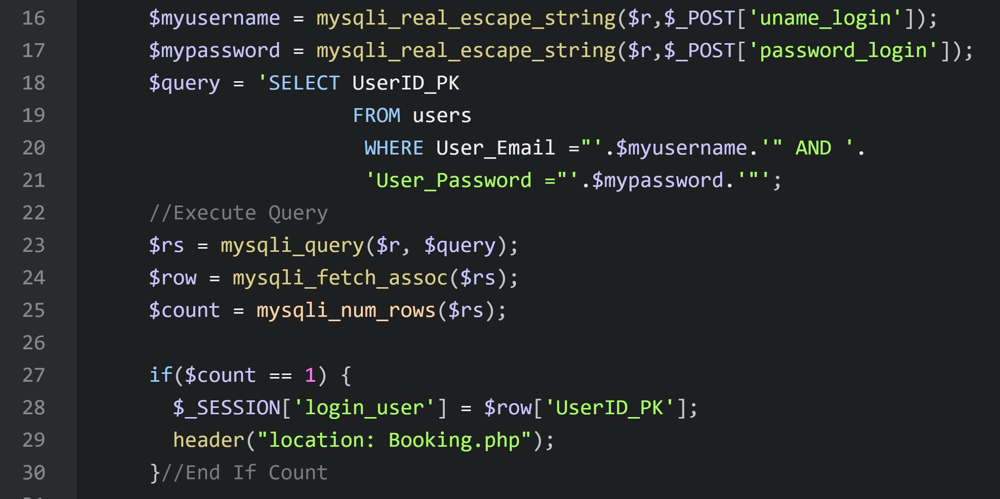 16 $myusername = mysqli_real_escape_string($r,$_POST['uname_login']);
17 $mypassword = mysqli_real_escape_string($r,$_POST['password_login']);
18 $query = 'SELECT UserID_PK
19 FROM users
20 WHERE User_Email ="'.$myusername.'" AND '.
21 'User_Password ="'.$mypassword.'"';
22 //Execute Query
23 $rs = mysqli_query($r, $query);
24 $row = mysqli_fetch_assoc($rs);
25 $count = mysqli_num_rows($rs);
26
27 if($count == 1) {
28 $_SESSION['login_user'] = $row['UserID_PK'];
29 header("location: Booking.php");
30 }//End If Count